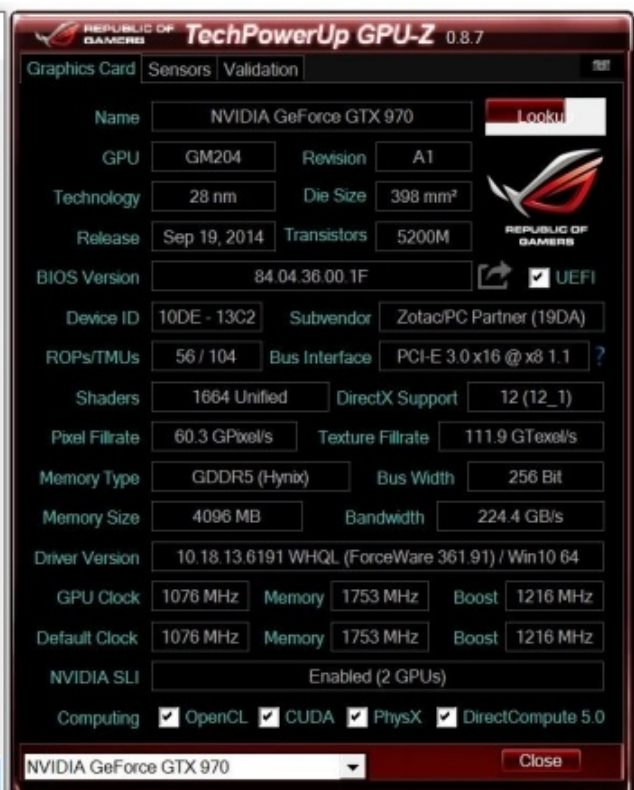 REPUBLIC OF GAMERS TechPowerUp GPU-Z 0.8.7
Graphics Card Sensors Validation
Name NVIDIA GeForce GTX 970 Looku
GPU GM204 Revision A1
Technology 28 nm Die Size 398 mm²
REPUBLIC OF GAMERS
Release Sep 19, 2014 Transistors 5200M
BIOS Version 84.04.36.00.1F UEFI
Device ID 10DE - 13C2 Subvendor Zotac/PC Partner (19DA)
ROPs/TMUs 56 / 104 Bus Interface PCI-E 3.0 x16 @ x8 1.1 ?
Shaders 1664 Unified DirectX Support 12 (12_1)
Pixel Fillrate 60.3 GPixel/s Texture Fillrate 111.9 GTexel/s
Memory Type GDDR5 (Hynix) Bus Width 256 Bit
Memory Size 4096 MB Bandwidth 224.4 GB/s
Driver Version 10.18.13.6191 WHQL (ForceWare 361.91) / Win10 64
GPU Clock 1076 MHz Memory 1753 MHz Boost 1216 MHz
Default Clock 1076 MHz Memory 1753 MHz Boost 1216 MHz
NVIDIA SLI Enabled (2 GPUs)
Computing OpenCL CUDA PhysX DirectCompute 5.0
NVIDIA GeForce GTX 970 Close